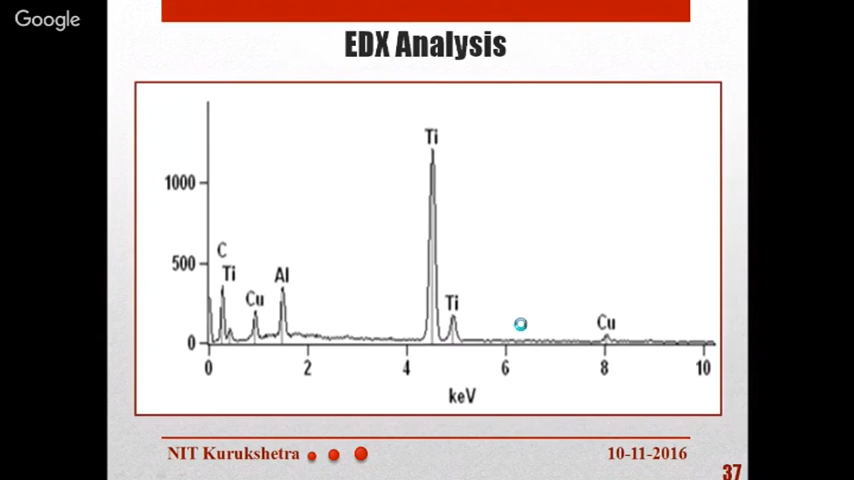 Google
EDX Analysis
Ti
1000
C
500
Ti
Cu
Al
Ti
Cu
0
0 2 4 6 8 10
keV
NIT Kurukshetra
10-11-2016
37